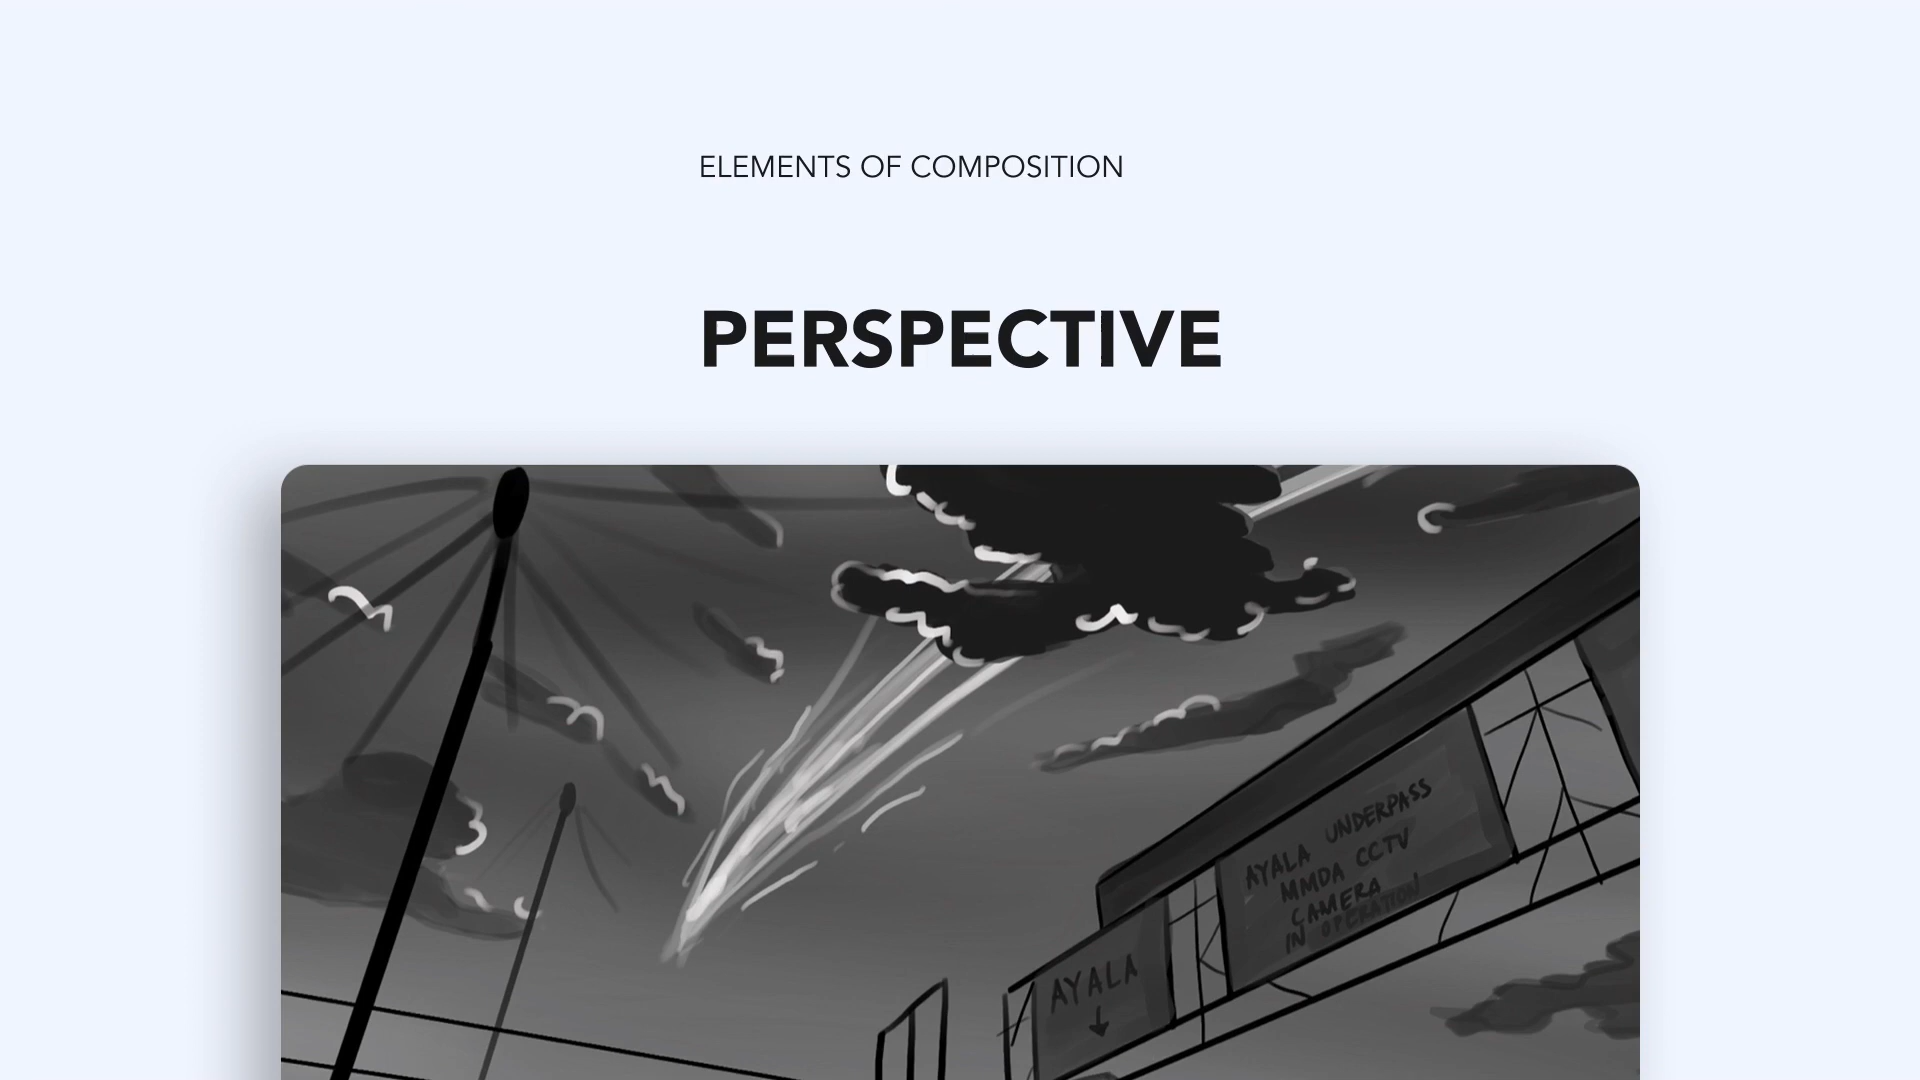 ELEMENTS OF COMPOSITION
PERSPECTIVE
AYALA UNDERPASS
MMDA CCTV
CAMERA
IN OPERATION
AYALA